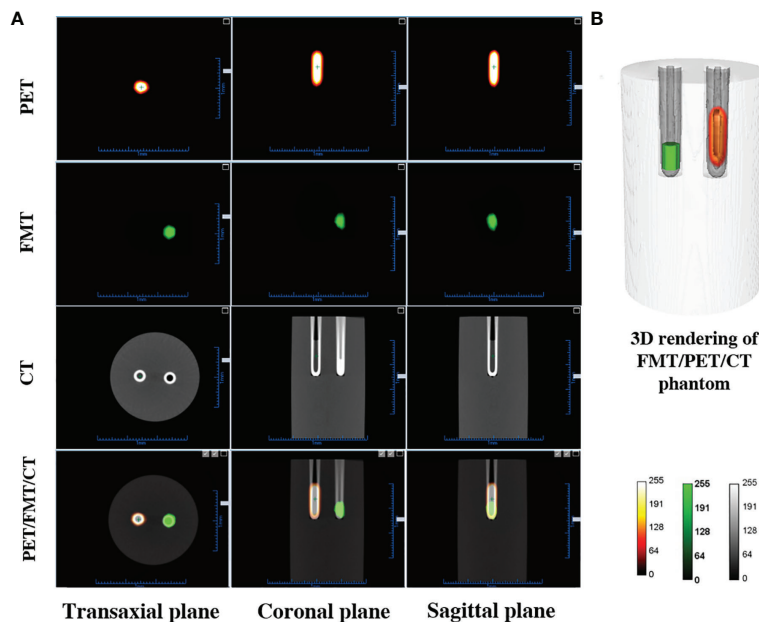 A
B
PET
FMT
CT
PET/FMT/CT
Transaxial plane
Coronal plane
Sagittal plane
3D rendering of
FMT/PET/CT
phantom
255
191
128
64
0
255
191
128
64
0
255
191
128
64
0